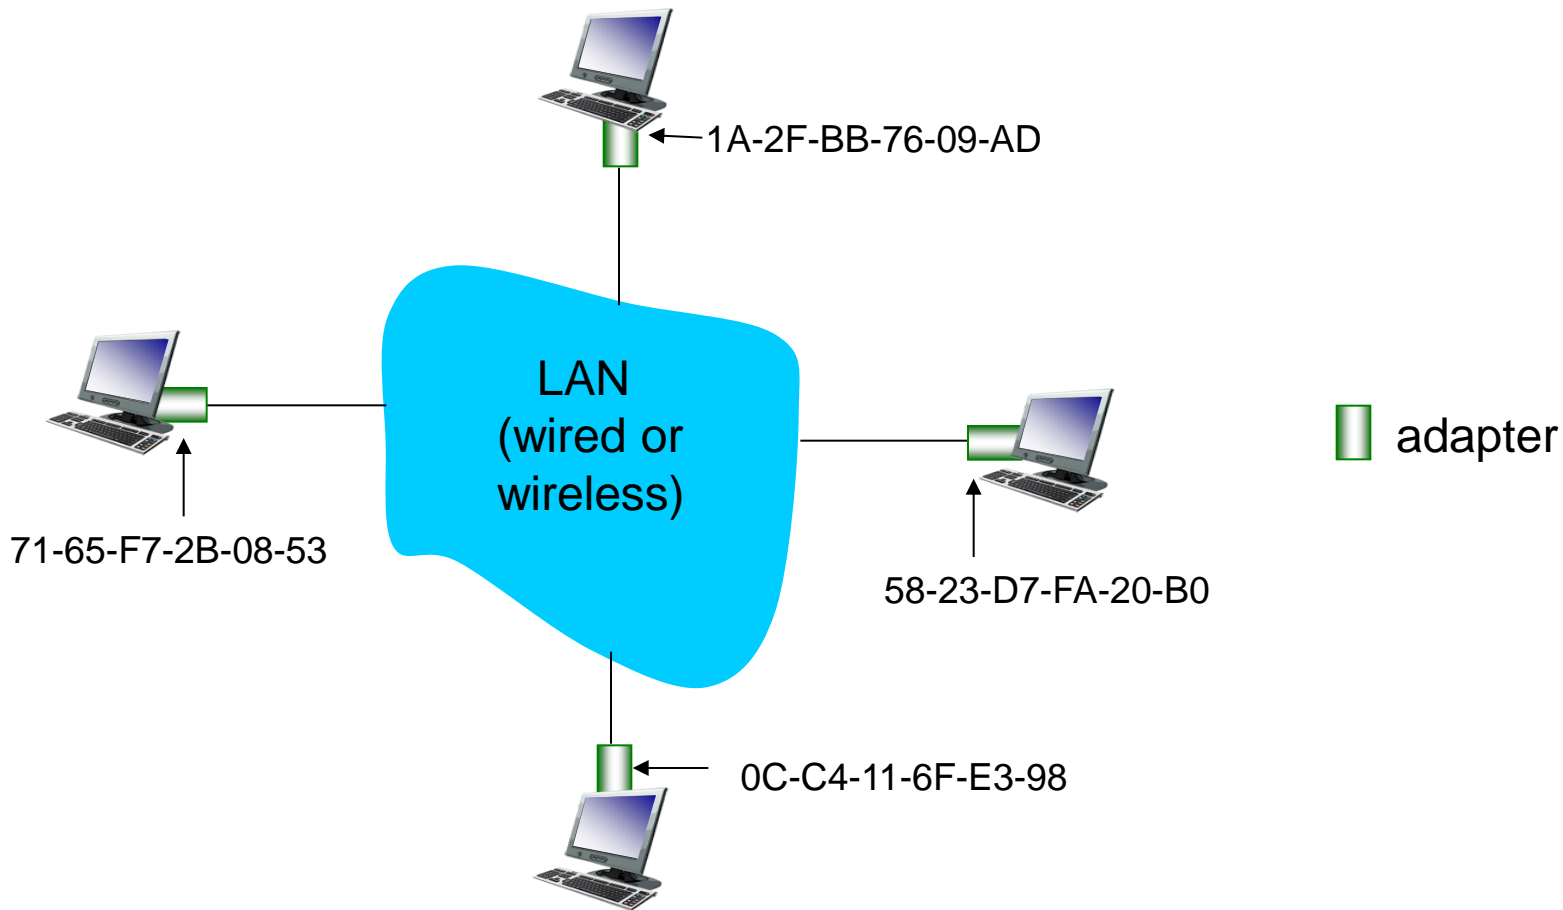 1A-2F-BB-76-09-AD
LAN
(wired or
wireless)
adapter
71-65-F7-2B-08-53
58-23-D7-FA-20-B0
0C-C4-11-6F-E3-98